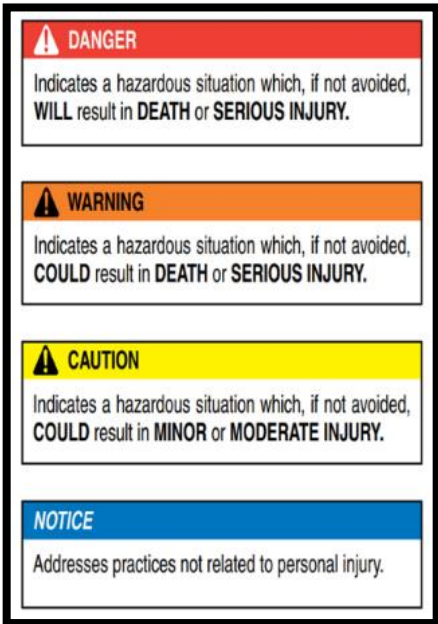 DANGER
Indicates a hazardous situation which, if not avoided,
WILL result in DEATH or SERIOUS INJURY.
WARNING
Indicates a hazardous situation which, if not avoided,
COULD result in DEATH or SERIOUS INJURY.
CAUTION
Indicates a hazardous situation which, if not avoided,
COULD result in MINOR or MODERATE INJURY.
NOTICE
Addresses practices not related to personal injury.